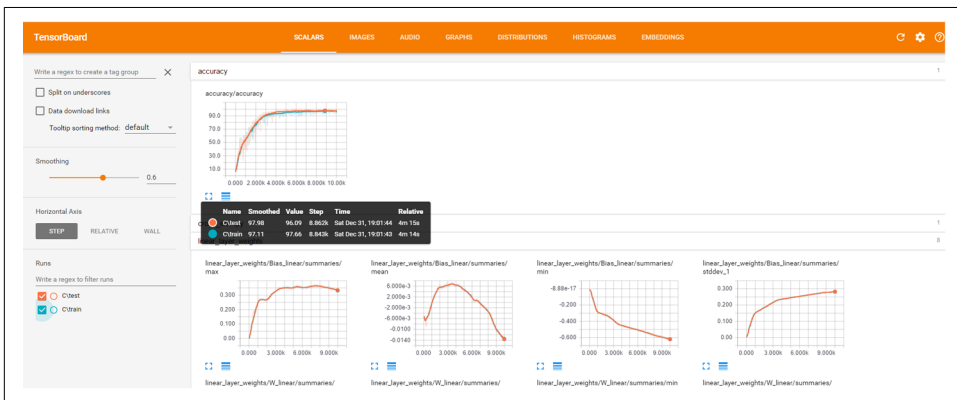 TensorBoard SCALARS IMAGES AUDIO GRAPHS DISTRIBUTIONS HISTOGRAMS EMBEDDINGS
Write a regex to create a tag group
Split on underscores
Data download links
Tooltip sorting method: default
Smoothing
0.6
Horizontal Axis
STEP RELATIVE WALL
Runs
Write a regex to filter runs
C\test
C\train
accuracy 1
accuracy/accuracy
90.0
70.0
50.0
30.0
10.0
0.000 2.000k 4.000k 6.000k 8.000k 10.00k
Name Smoothed Value Step Time Relative
C\test 97.98 96.09 8.862k Sat Dec 31, 19:01:44 4m 15s
C\train 97.11 97.66 8.843k Sat Dec 31, 19:01:43 4m 14s
1
linear_layer_weights 8
linear_layer_weights/Bias_linear/summaries/
max
0.300
0.200
0.100
0.00
0.000 3.000k 6.000k 9.000k
linear_layer_weights/Bias_linear/summaries/
mean
6.000e-3
2.000e-3
-2.000e-3
-6.000e-3
-0.0100
-0.0140
0.000 3.000k 6.000k 9.000k
linear_layer_weights/Bias_linear/summaries/
min
-8.88e-17
-0.200
-0.400
-0.600
0.000 3.000k 6.000k 9.000k
linear_layer_weights/Bias_linear/summaries/
stddev_1
0.300
0.200
0.100
0.00
0.000 3.000k 6.000k 9.000k
linear_layer_weights/W_linear/summaries/
linear_layer_weights/W_linear/summaries/
linear_layer_weights/W_linear/summaries/min
linear_layer_weights/W_linear/summaries/